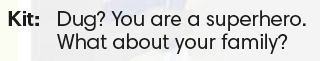 Kit: Dug? You are a superhero.
What about your family?